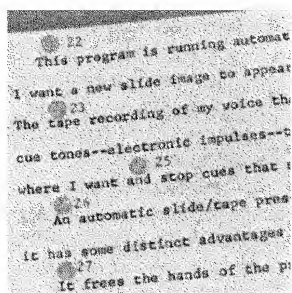 22
This program is running automat
I want a new slide image to appear
23
The tape recording of my voice tha
cue tones--electronic impulses--t
25
where I want and stop cues that
26
An automatic slide/tape pres
it has some distinct advantages
27
It frees the hands of the p